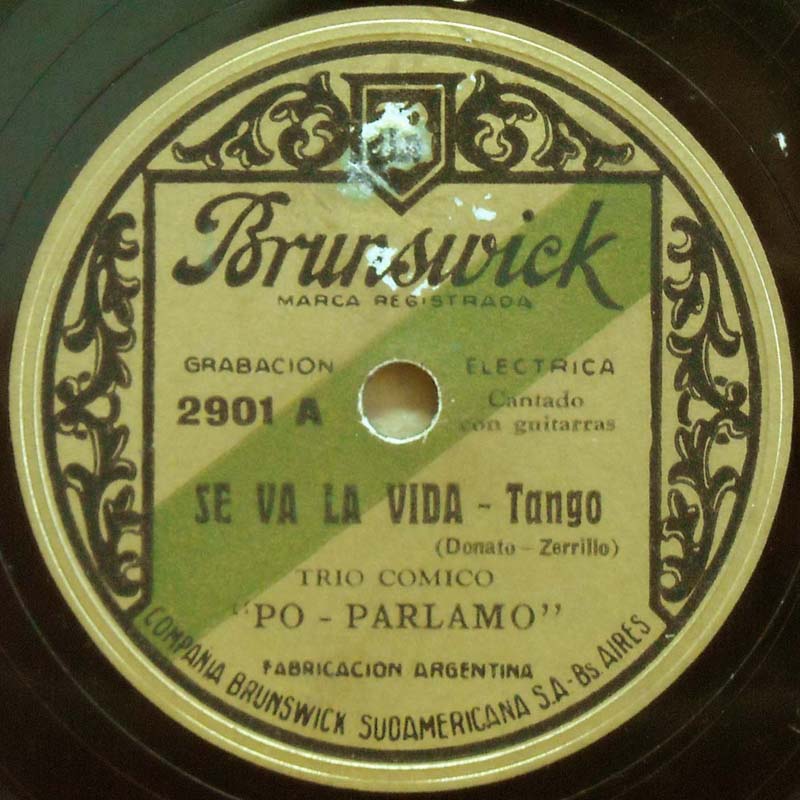 Brunswick
MARCA REGISTRADA
GRABACION ELECTRICA
2901 A
Cantado
con guitarras
SE VA LA VIDA - Tango
(Donato - Zerrillo)
TRIO COMICO
"PO - PARLAMO"
FABRICACION ARGENTINA
COMPAÑIA BRUNSWICK SUDAMERICANA S.A - Bs. AIRES